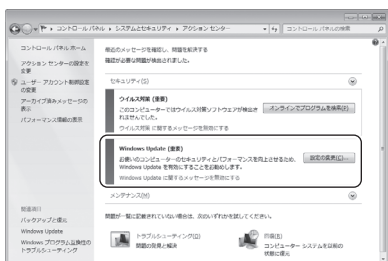 コントロール パネル ▸ システムとセキュリティ ▸ アクション センター
コントロール パネルの検索
コントロール パネル ホーム
アクション センターの設定を
変更
ユーザー アカウント制御設定
の変更
アーカイブ済みメッセージの
表示
パフォーマンス情報の表示
最近のメッセージを確認し、問題を解決する
確認が必要な問題が検出されました。
セキュリティ(S)
ウイルス対策 (重要)
このコンピューターではウイルス対策ソフトウェアが検出さ
れませんでした。
オンラインでプログラムを検索(P)
ウイルス対策 に関するメッセージを無効にする
Windows Update (重要)
お使いのコンピューターのセキュリティとパフォーマンスを向上させるため、
Windows Update を有効にすることをお勧めします。
設定の変更(C)...
Windows Update に関するメッセージを無効にする
メンテナンス(M)
問題が一覧に記載されていない場合は、次のいずれかを試してください。
トラブルシューティング(D)
問題の発見と解決
回復(R)
コンピューター システムを以前の
状態に復元
関連項目
バックアップと復元
Windows Update
Windows プログラム互換性の
トラブルシューティング